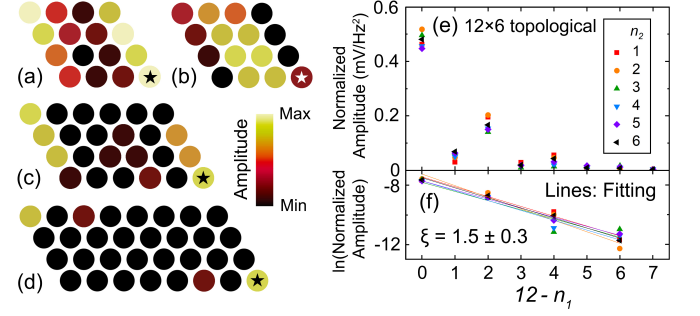 (a)
(b)
(c)
(d)
Max
Amplitude
Min
(e) 12×6 topological
Normalized
Amplitude (mV/Hz²)
0.6
0.4
0.2
0
n₂
1
2
3
4
5
6
(f)
Lines: Fitting
ξ = 1.5 ± 0.3
ln(Normalized
Amplitude)
-8
-12
0 1 2 3 4 5 6 7
12 - n₁